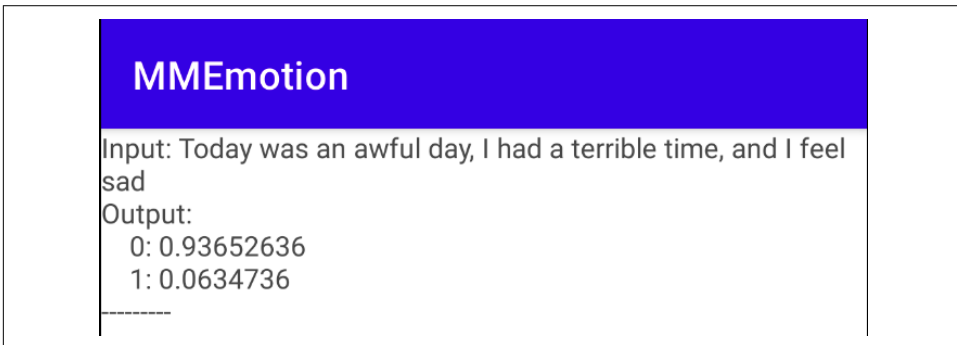 MMEmotion
Input: Today was an awful day, I had a terrible time, and I feel
sad
Output:
0: 0.93652636
1: 0.0634736
---------